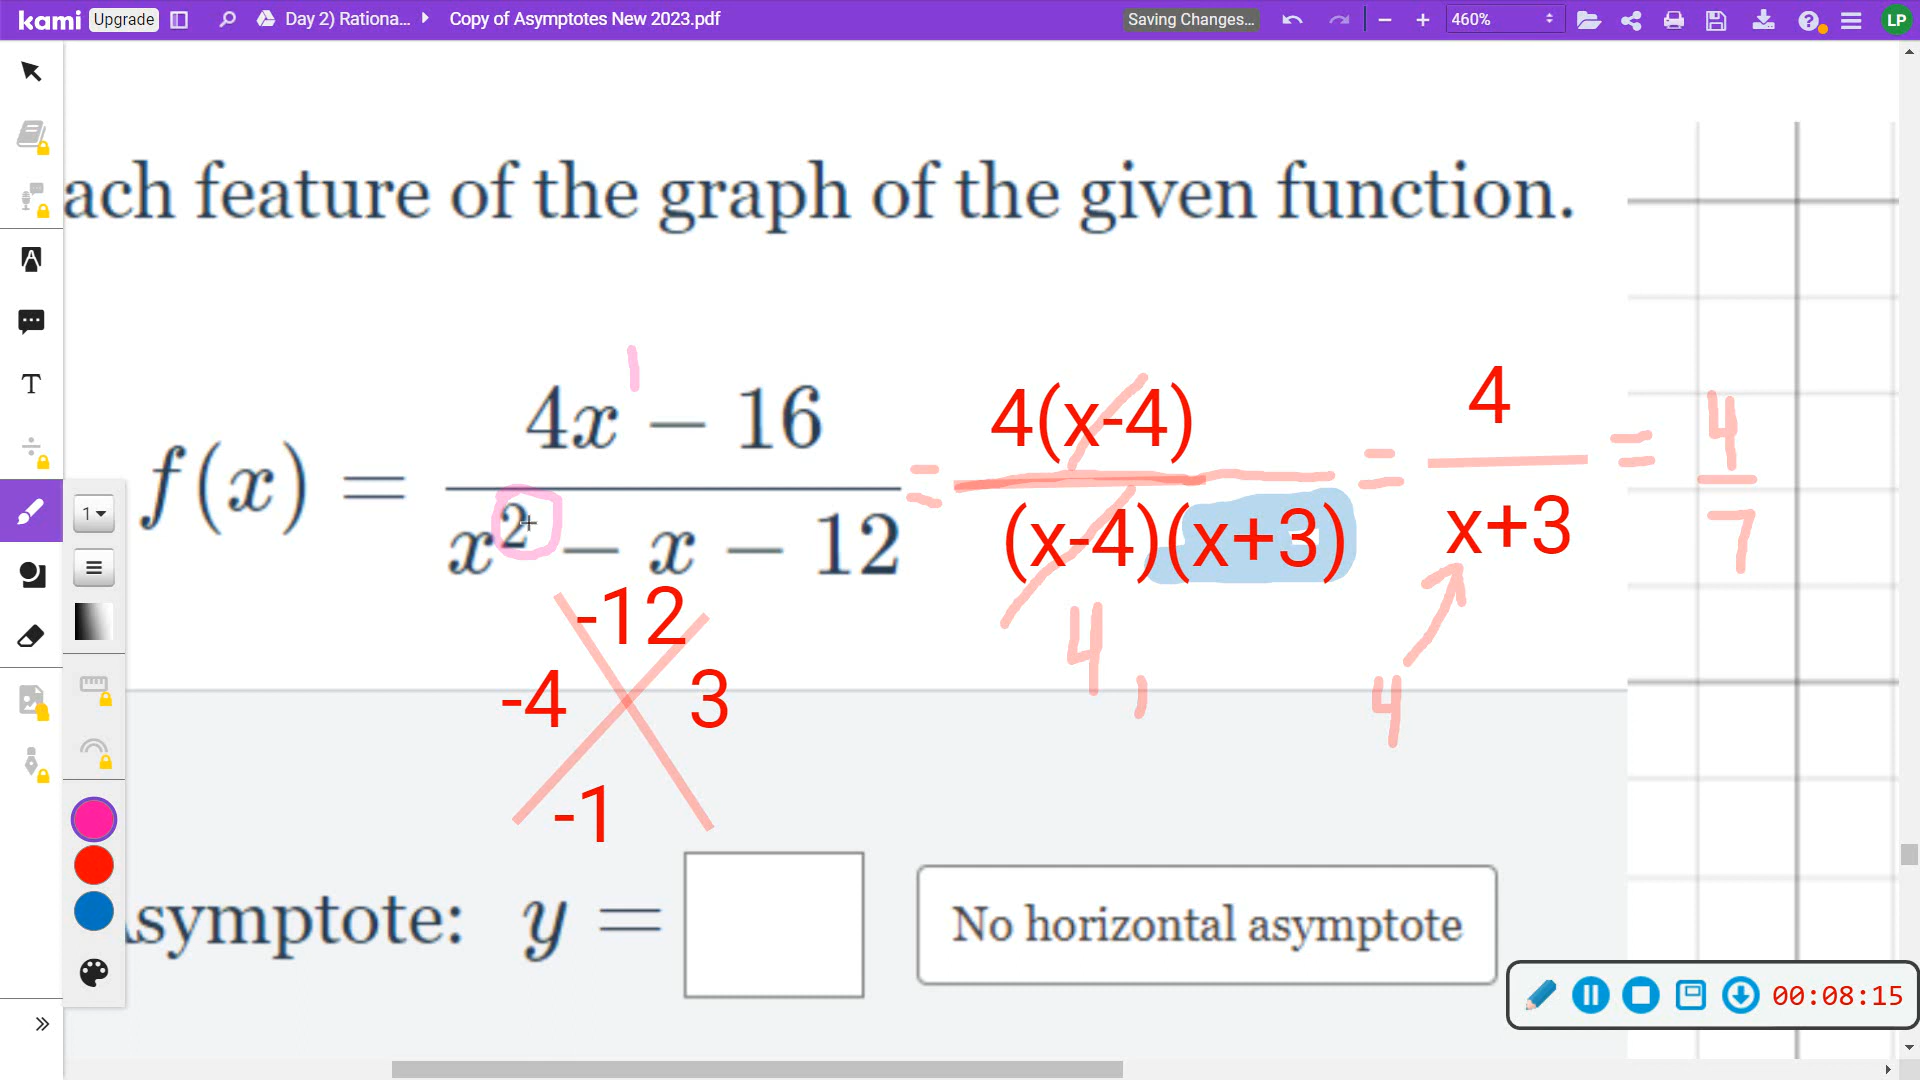 kami Upgrade Day 2) Rationa... Copy of Asymptotes New 2023.pdf Saving Changes... 460% LP
ach feature of the graph of the given function.
f(x) = 4x - 16 / x² - x - 12 = 4(x-4) / (x-4)(x+3) = 4 / x+3 = 4 / 7
1
1
4,
4
-12
-4 3
-1
symptote: y = No horizontal asymptote
00:08:15